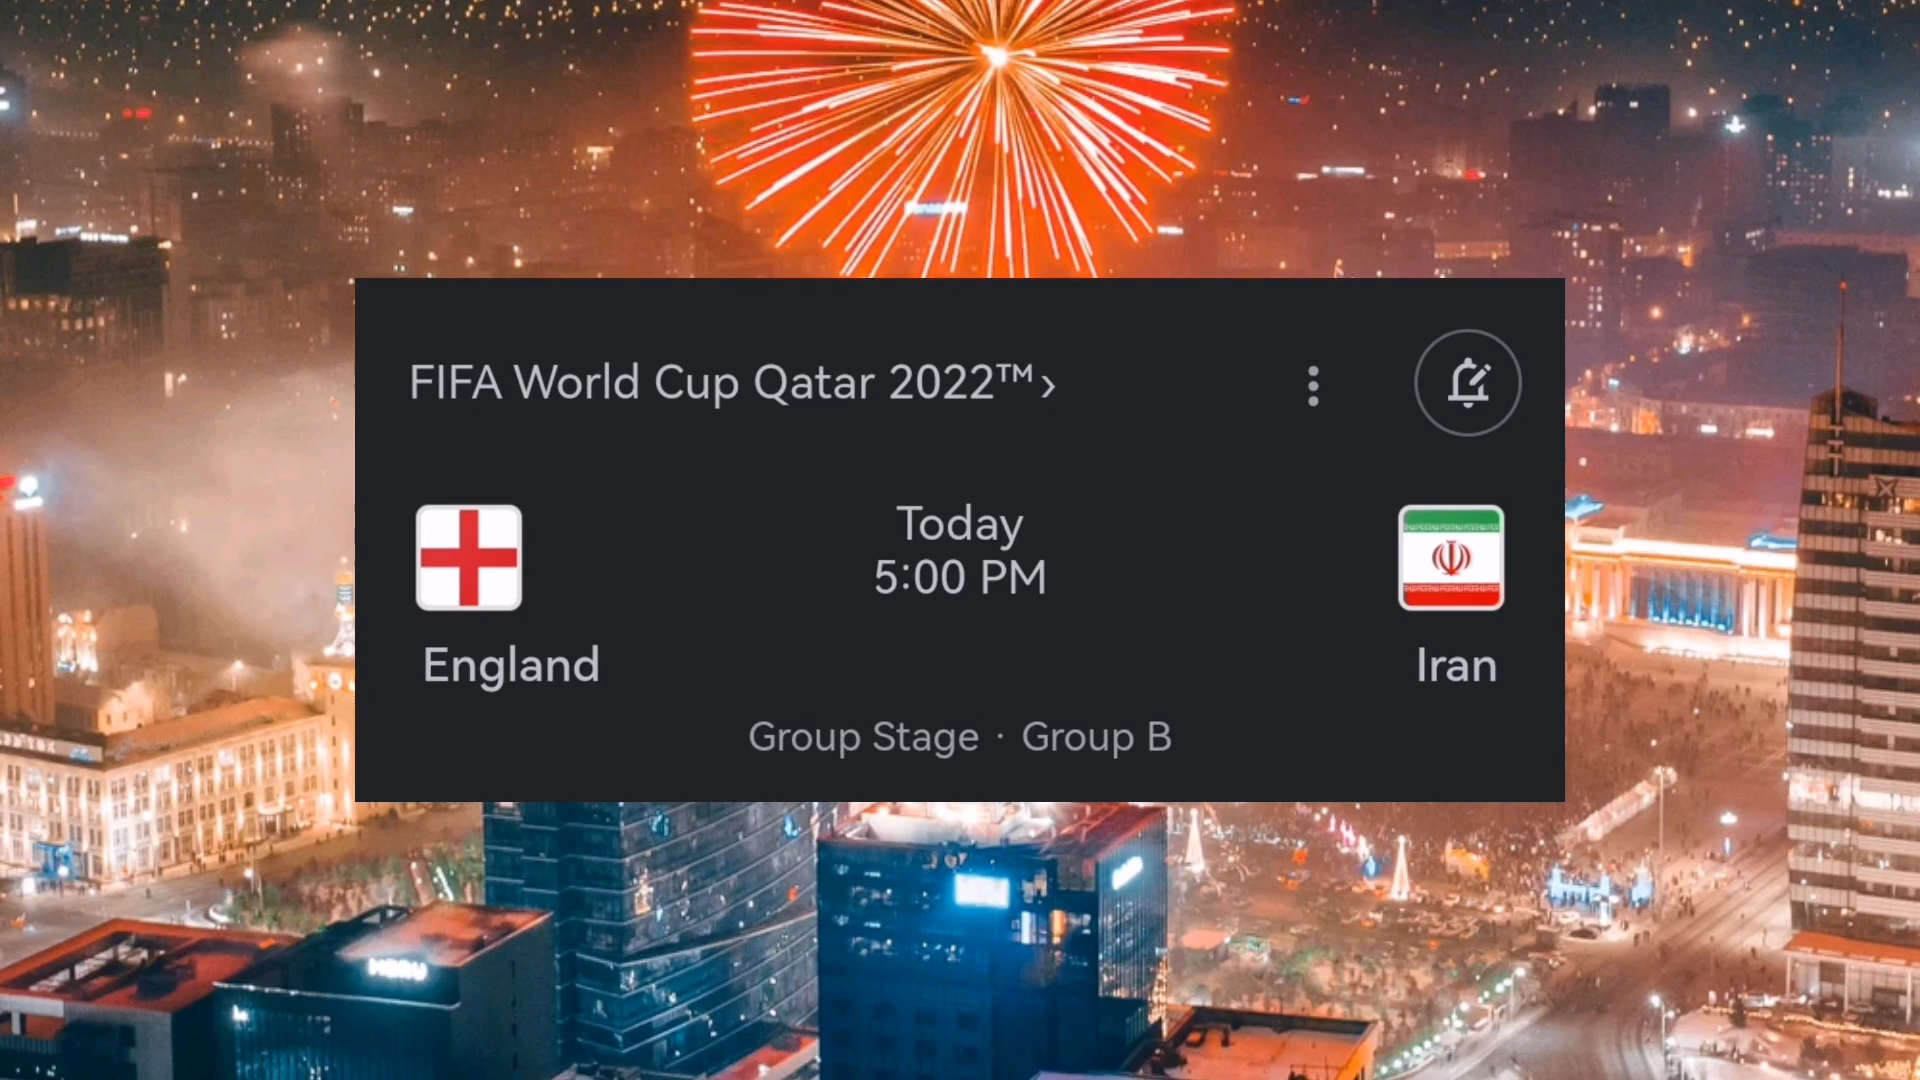 FIFA World Cup Qatar 2022™ ›
Today
5:00 PM
England
Iran
Group Stage · Group B